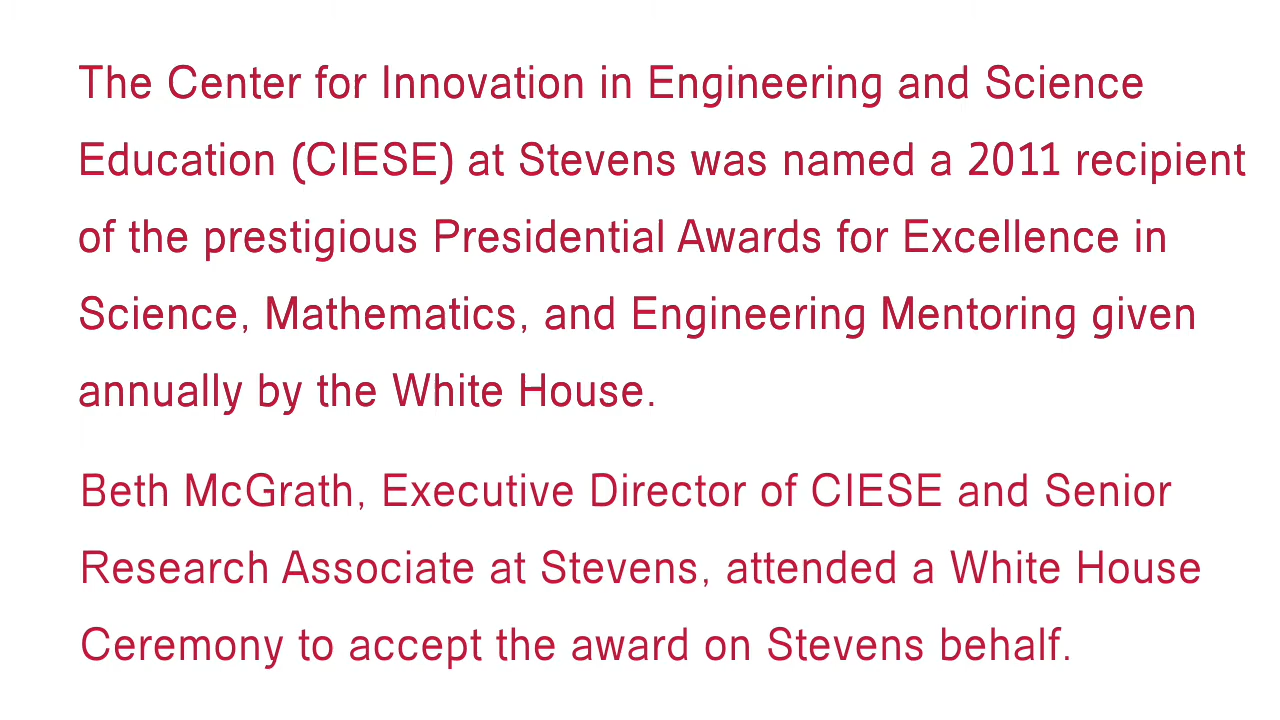 The Center for Innovation in Engineering and Science
Education (CIESE) at Stevens was named a 2011 recipient
of the prestigious Presidential Awards for Excellence in
Science, Mathematics, and Engineering Mentoring given
annually by the White House.
Beth McGrath, Executive Director of CIESE and Senior
Research Associate at Stevens, attended a White House
Ceremony to accept the award on Stevens behalf.